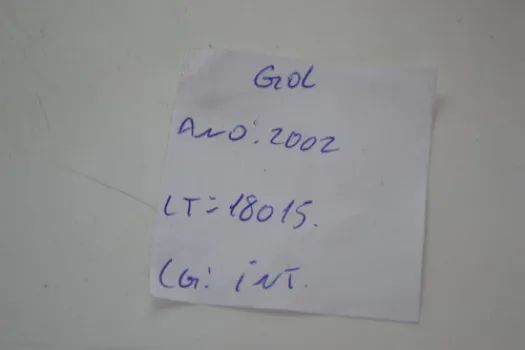 GOL
ANO: 2002
LT=18015.
CG: INT.